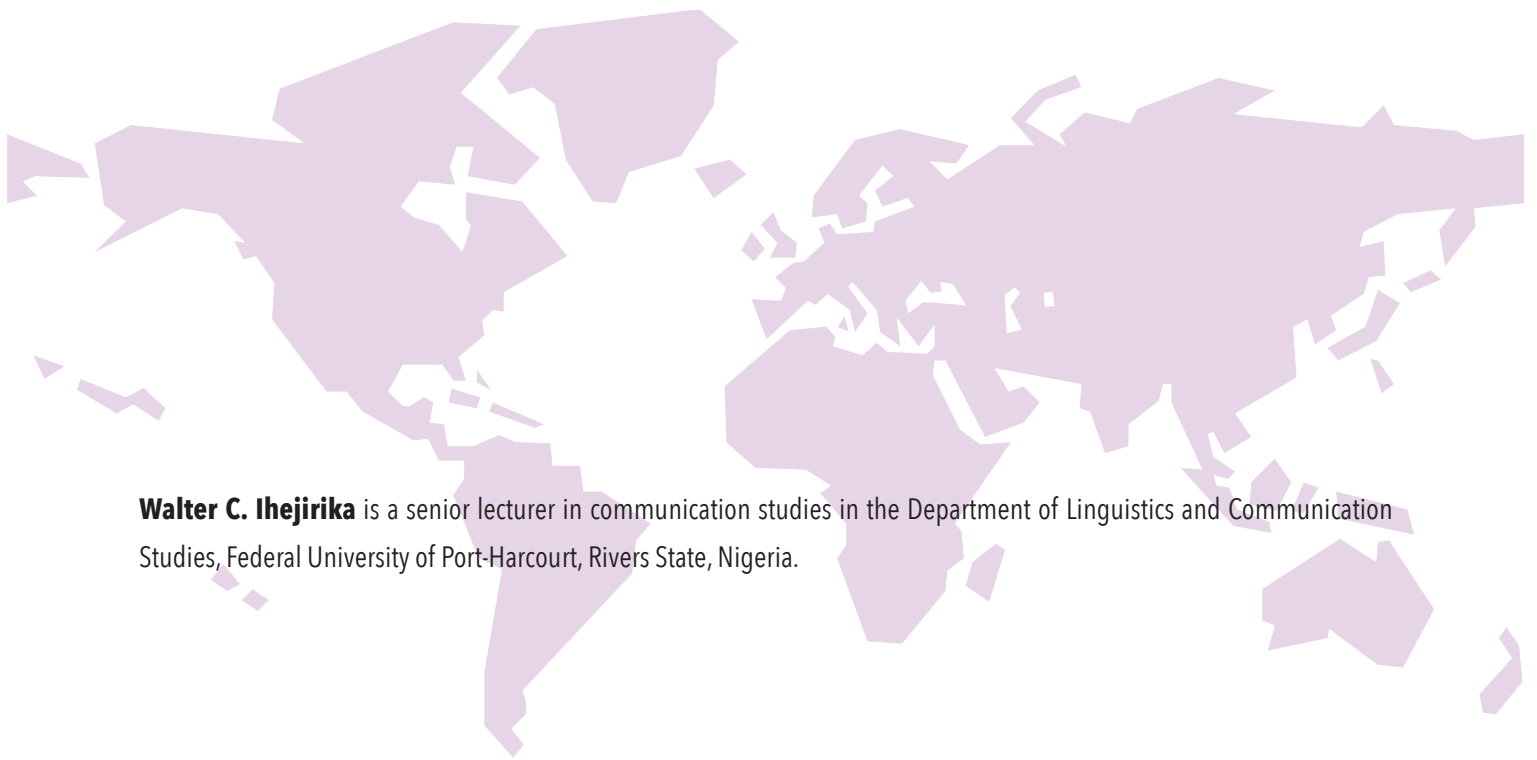 Walter C. Ihejirika is a senior lecturer in communication studies in the Department of Linguistics and Communication
Studies, Federal University of Port-Harcourt, Rivers State, Nigeria.